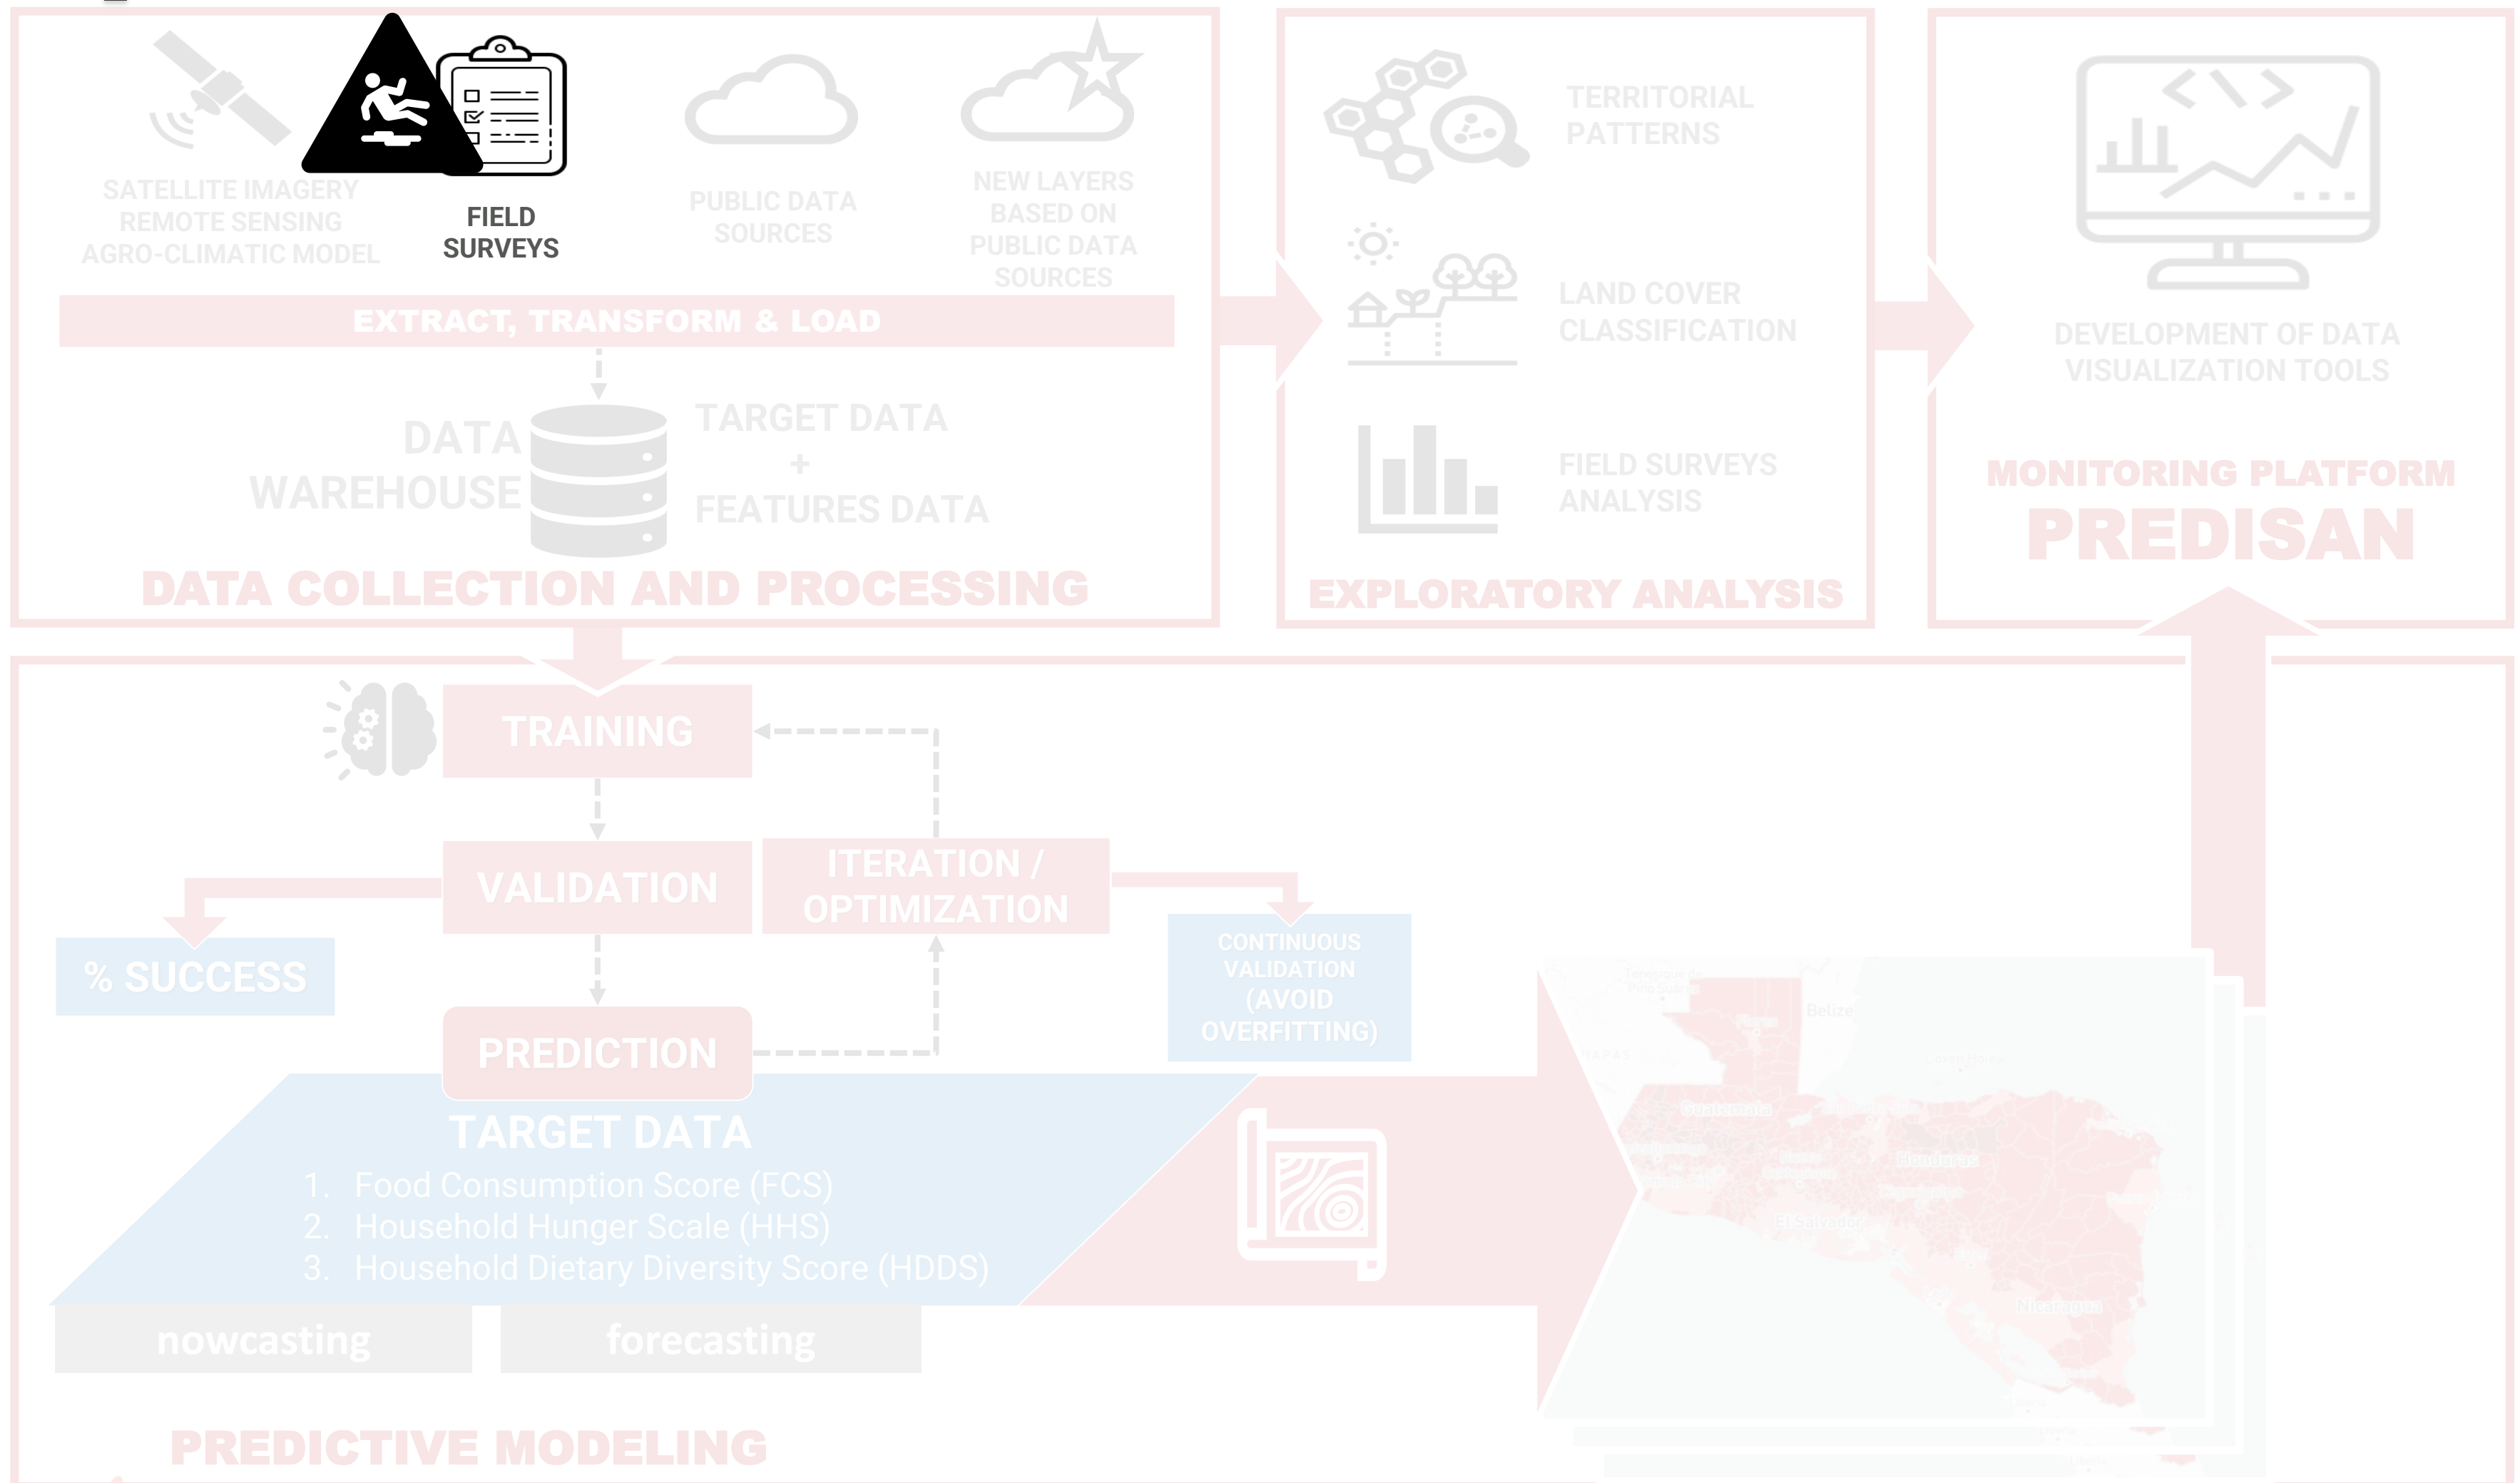 SATELLITE IMAGERY
REMOTE SENSING
AGRO-CLIMATIC MODEL
FIELD
SURVEYS
PUBLIC DATA
SOURCES
NEW LAYERS
BASED ON
PUBLIC DATA
SOURCES
EXTRACT, TRANSFORM & LOAD
DATA
WAREHOUSE
TARGET DATA
+
FEATURES DATA
DATA COLLECTION AND PROCESSING
TERRITORIAL
PATTERNS
LAND COVER
CLASSIFICATION
FIELD SURVEYS
ANALYSIS
EXPLORATORY ANALYSIS
DEVELOPMENT OF DATA
VISUALIZATION TOOLS
MONITORING PLATFORM
PREDISAN
TRAINING
VALIDATION
ITERATION /
OPTIMIZATION
% SUCCESS
CONTINUOUS
VALIDATION
(AVOID
OVERFITTING)
PREDICTION
TARGET DATA
1. Food Consumption Score (FCS)
2. Household Hunger Scale (HHS)
3. Household Dietary Diversity Score (HDDS)
nowcasting
forecasting
Belize
Guatemala
Honduras
El Salvador
Nicaragua
PREDICTIVE MODELING